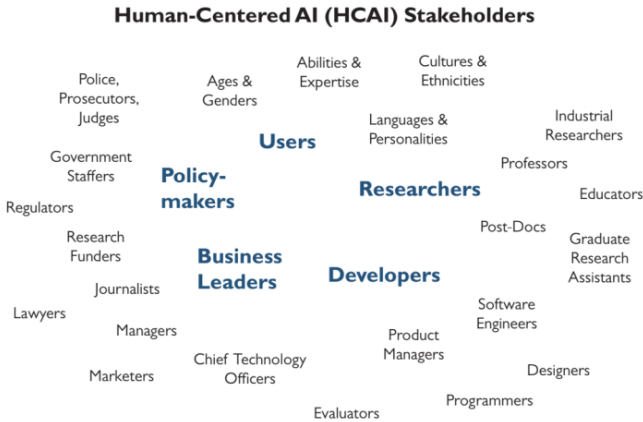 Human-Centered AI (HCAI) Stakeholders
Abilities &
Expertise
Cultures &
Ethnicities
Police,
Prosecutors,
Judges
Ages &
Genders
Languages &
Personalities
Industrial
Researchers
Users
Government
Staffers
Professors
Policy-
makers
Researchers
Educators
Regulators
Post-Docs
Research
Funders
Graduate
Research
Assistants
Business
Leaders
Developers
Journalists
Lawyers
Software
Engineers
Managers
Product
Managers
Chief Technology
Officers
Marketers
Designers
Programmers
Evaluators